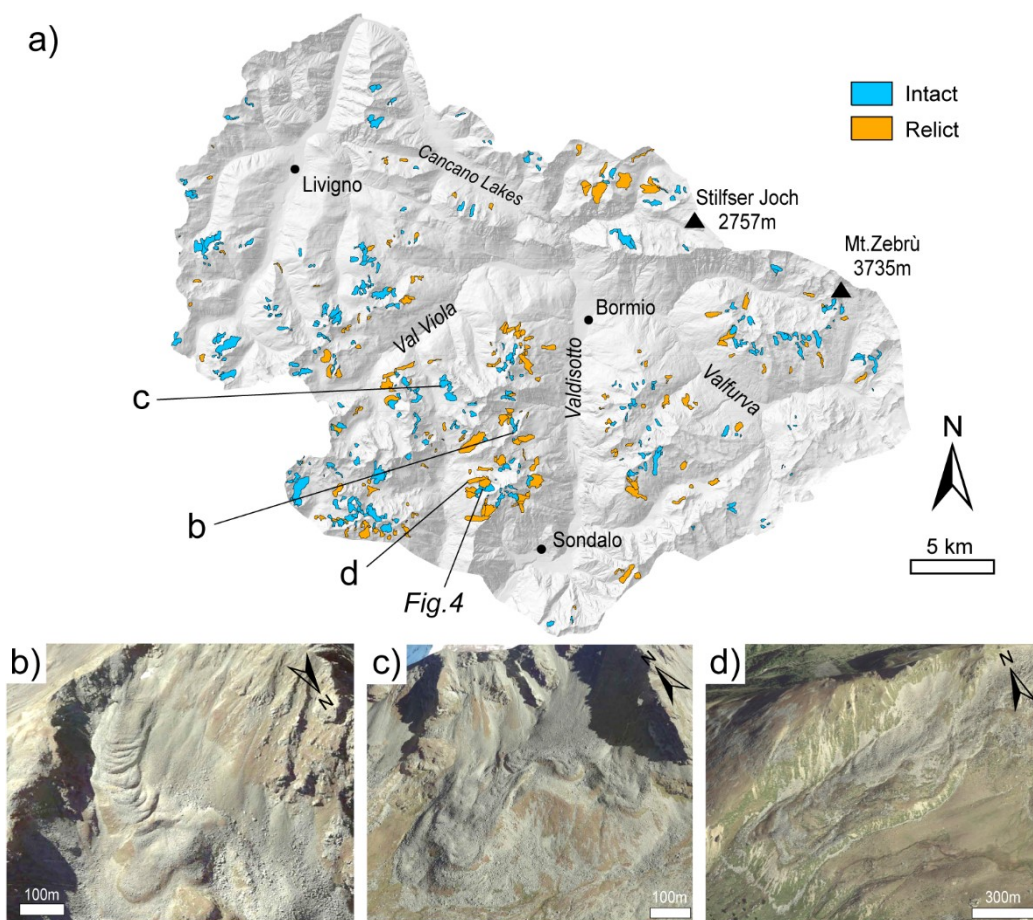 a)
Intact
Relict
Livigno
Cancano Lakes
Stilfser Joch
2757m
Mt.Zebrù
3735m
Bormio
Val Viola
Valdisotto
Valfurva
c
b
d
Fig.4
Sondalo
N
5 km
b)
N
100m
c)
N
100m
d)
N
300m